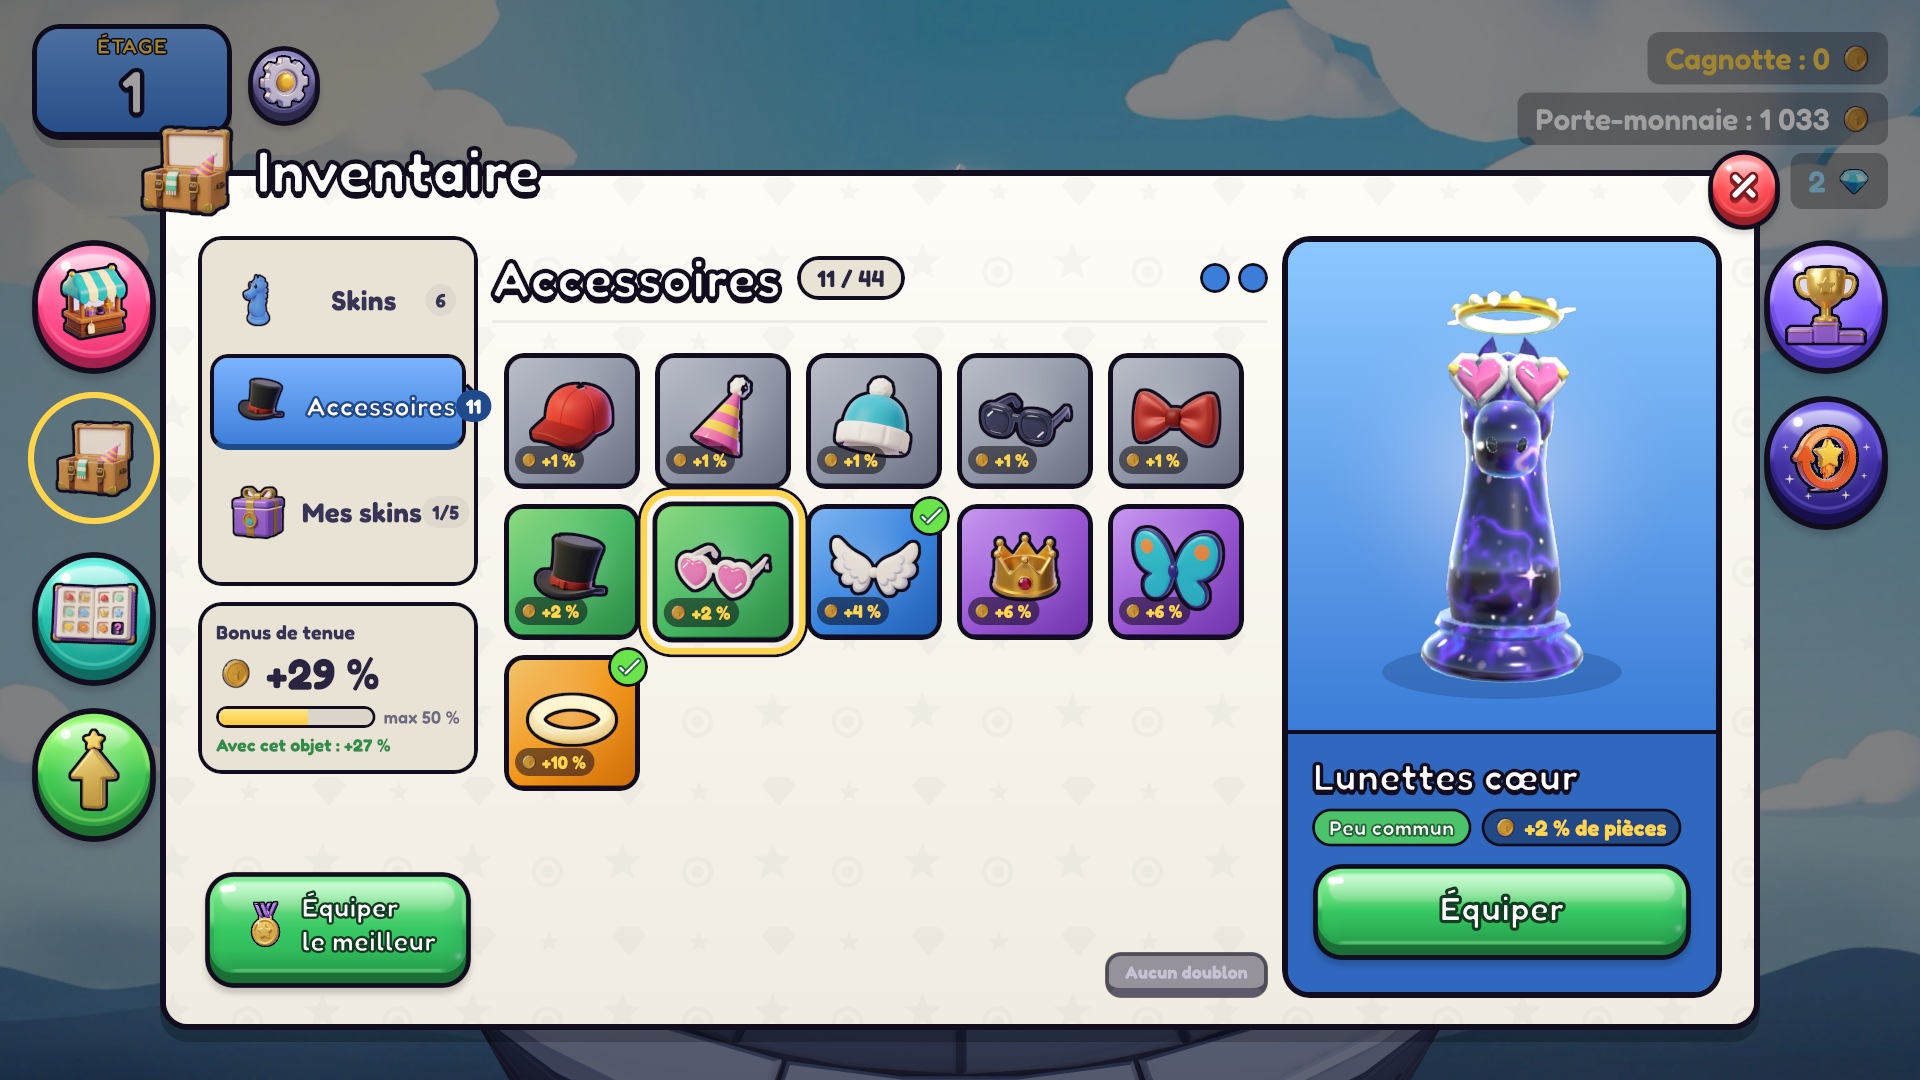 ÉTAGE
1
Cagnotte : 0
Porte-monnaie : 1 033
2
Inventaire
Skins 6
Accessoires 11
Mes skins 1/5
Bonus de tenue
+29 %
max 50 %
Avec cet objet : +27 %
Équiper
le meilleur
Accessoires 11 / 44
+1 % +1 % +1 % +1 % +1 %
+2 % +2 % +4 % +6 % +6 %
+10 %
Aucun doublon
Lunettes cœur
Peu commun +2 % de pièces
Équiper